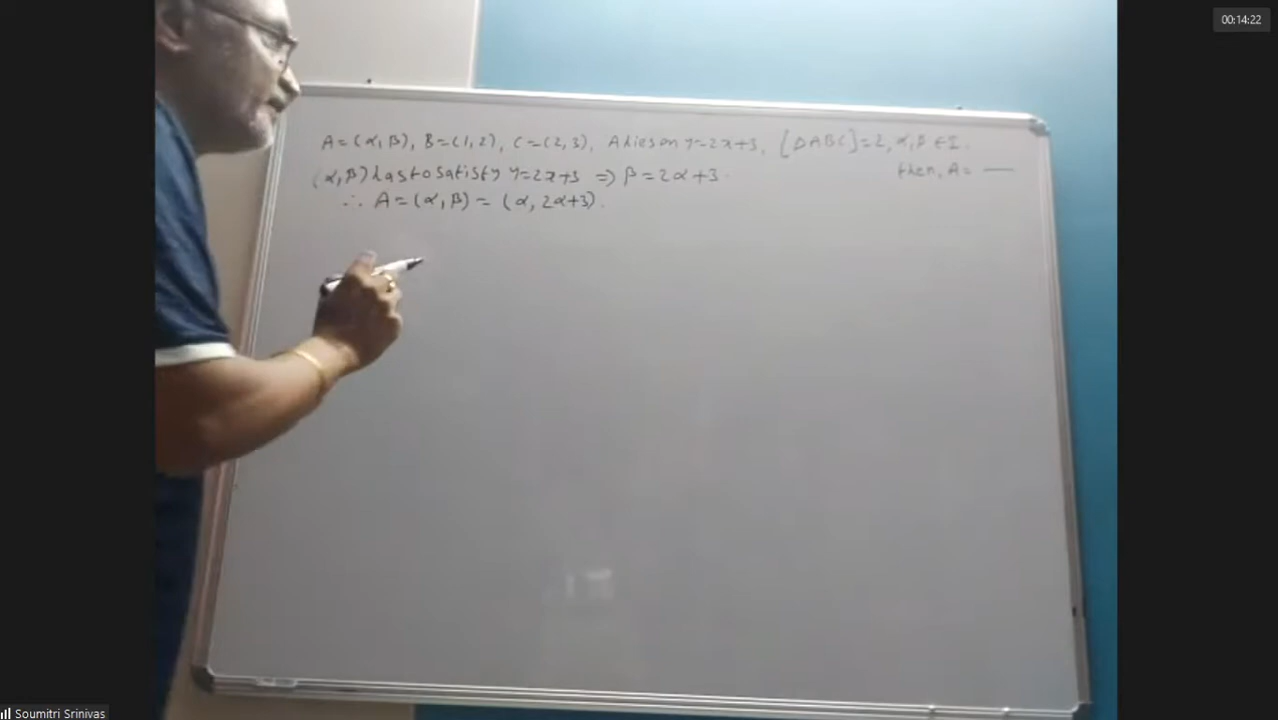 00:14:22
A=(α,β), B=(1,2), C=(2,3), A lies on y=2x+3, [ΔABC]=2, α,β∈I.
then, A= —
(α,β) has to satisfy y=2x+3 ⇒ β=2α+3.
∴ A=(α,β) = (α, 2α+3).
Soumitri Srinivas